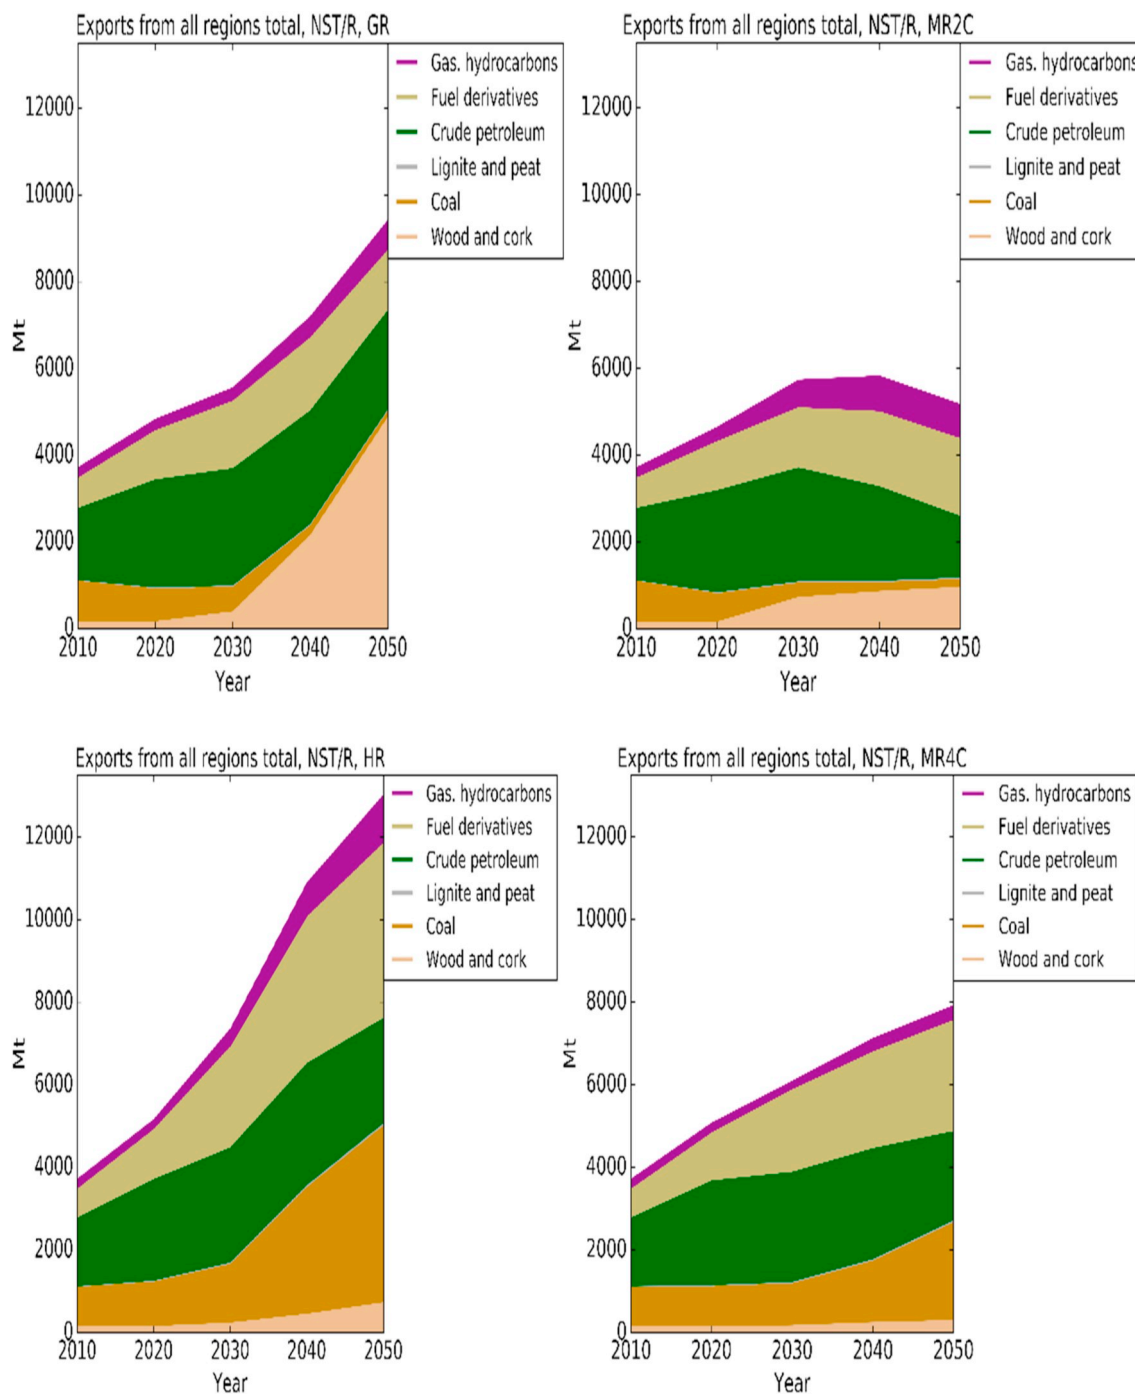 Exports from all regions total, NST/R, GR
Gas. hydrocarbons
Fuel derivatives
Crude petroleum
Lignite and peat
Coal
Wood and cork
12000
10000
8000
6000
4000
2000
0
Mt
2010 2020 2030 2040 2050
Year
Exports from all regions total, NST/R, MR2C
Gas. hydrocarbons
Fuel derivatives
Crude petroleum
Lignite and peat
Coal
Wood and cork
12000
10000
8000
6000
4000
2000
0
Mt
2010 2020 2030 2040 2050
Year
Exports from all regions total, NST/R, HR
Gas. hydrocarbons
Fuel derivatives
Crude petroleum
Lignite and peat
Coal
Wood and cork
12000
10000
8000
6000
4000
2000
0
Mt
2010 2020 2030 2040 2050
Year
Exports from all regions total, NST/R, MR4C
Gas. hydrocarbons
Fuel derivatives
Crude petroleum
Lignite and peat
Coal
Wood and cork
12000
10000
8000
6000
4000
2000
0
Mt
2010 2020 2030 2040 2050
Year